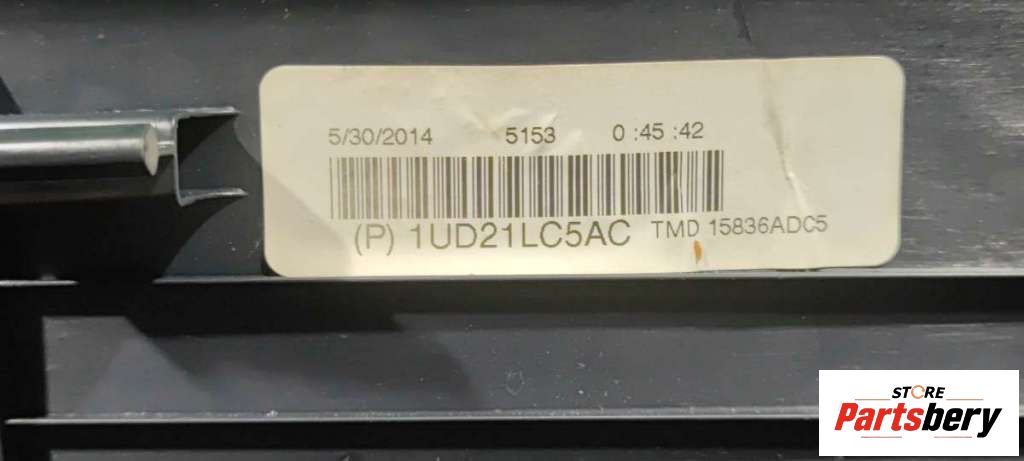 5/30/2014 5153 0 :45 :42
(P) 1UD21LC5AC TMD 15836ADC5
STORE
Partsbery